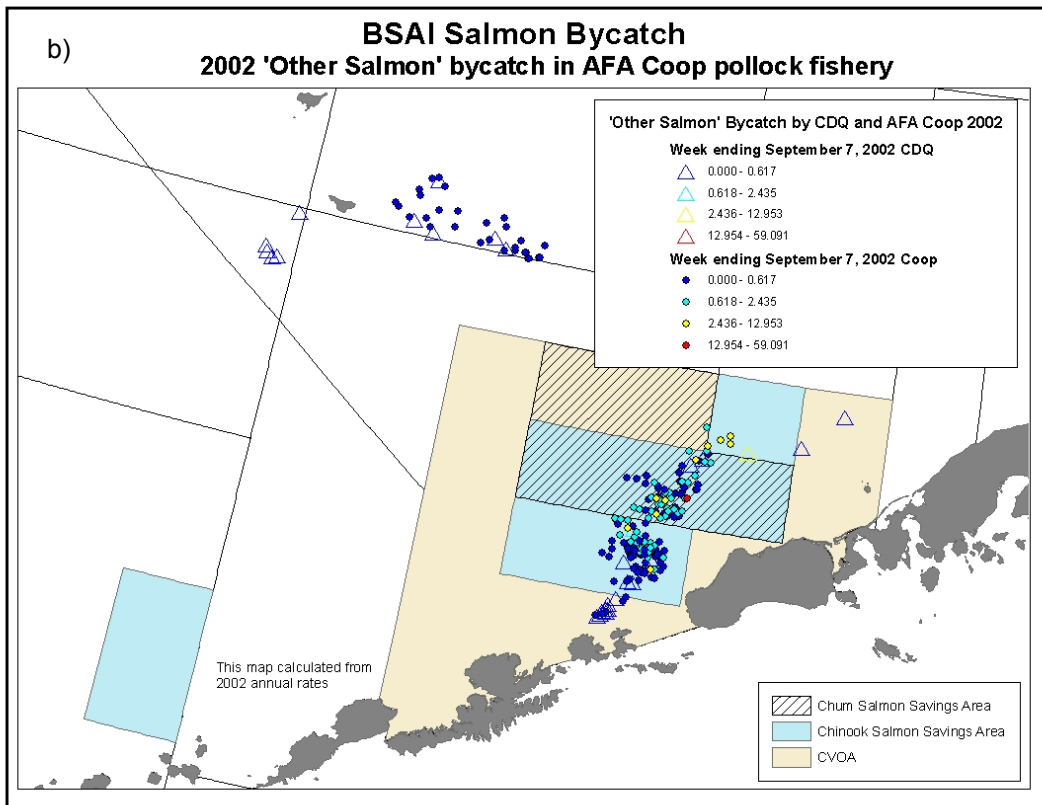 b)
BSAI Salmon Bycatch
2002 'Other Salmon' bycatch in AFA Coop pollock fishery
'Other Salmon' Bycatch by CDQ and AFA Coop 2002
Week ending September 7, 2002 CDQ
0.000 - 0.617
0.618 - 2.435
2.436 - 12.953
12.954 - 59.091
Week ending September 7, 2002 Coop
0.000 - 0.617
0.618 - 2.435
2.436 - 12.953
12.954 - 59.091
This map calculated from
2002 annual rates
Chum Salmon Savings Area
Chinook Salmon Savings Area
CVOA